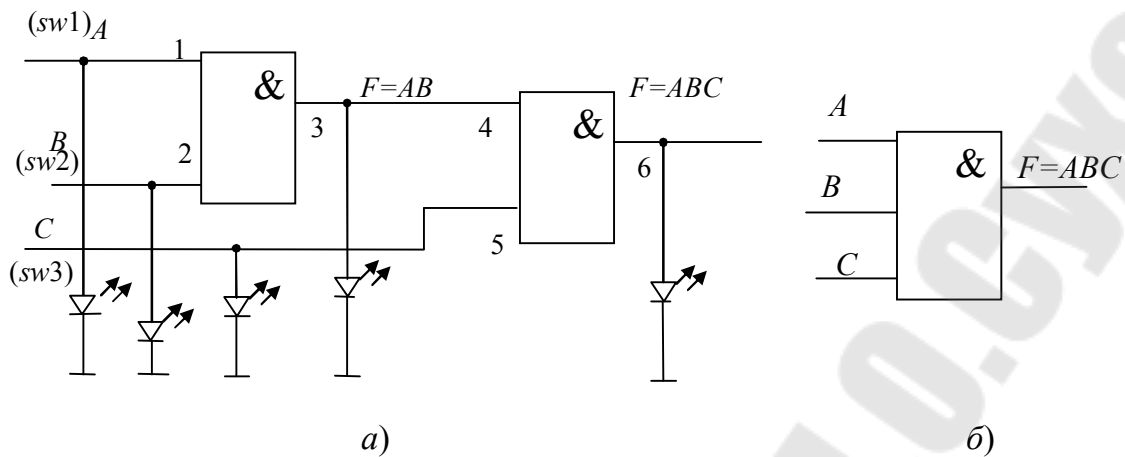 (sw1) A
1
&
3
F=AB
4
&
F=ABC
6
B
(sw2)
2
C
(sw3)
5
A
B
C
&
F=ABC
а)
б)